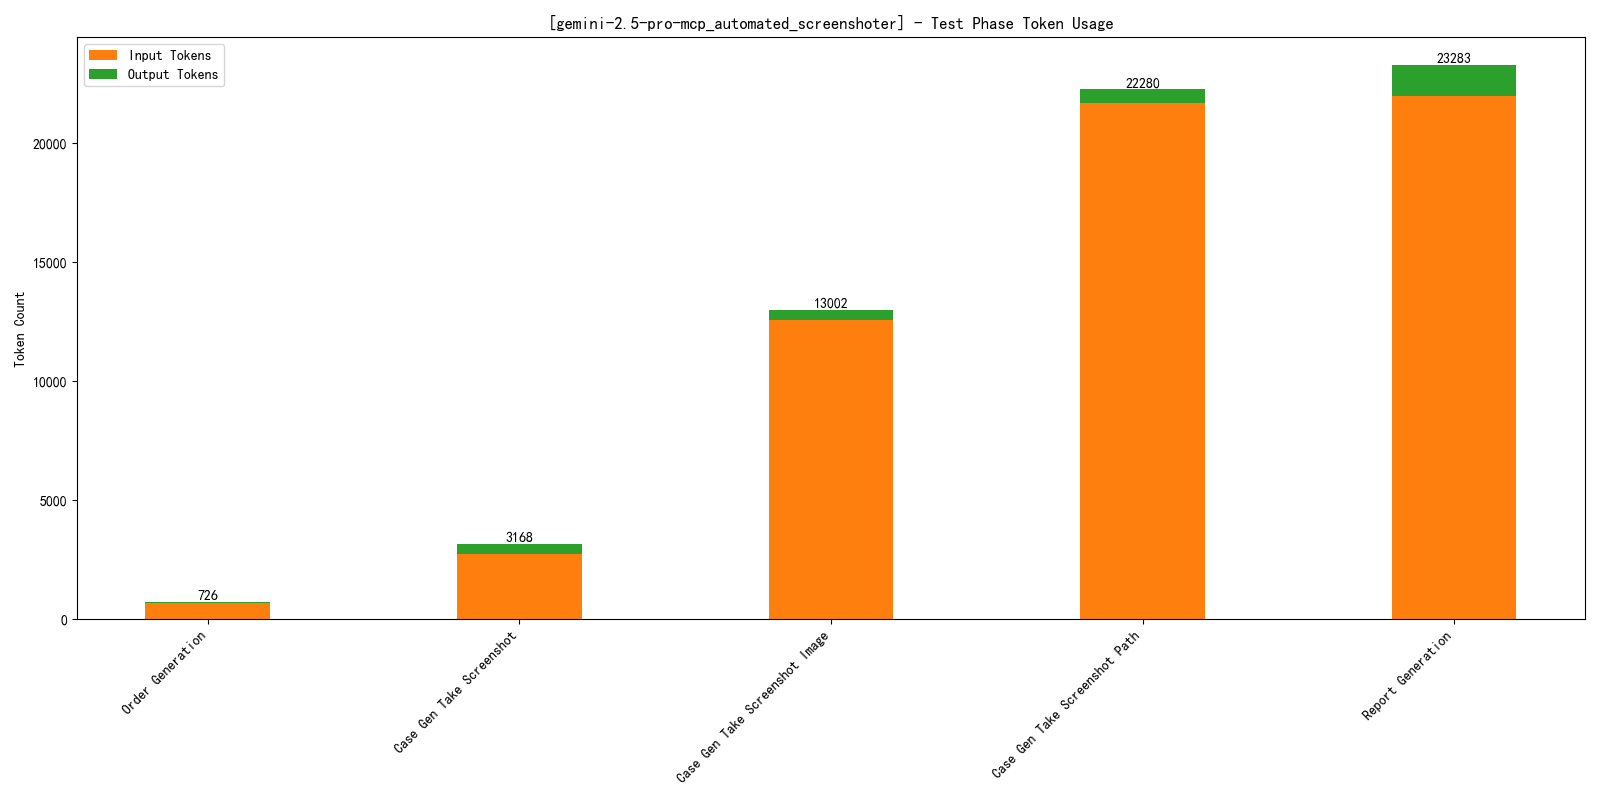 [gemini-2.5-pro-mcp_automated_screenshoter] - Test Phase Token Usage
Input Tokens
Output Tokens
Token Count
20000
15000
10000
5000
0
726
3168
13002
22280
23283
Order Generation
Case Gen Take Screenshot
Case Gen Take Screenshot Image
Case Gen Take Screenshot Path
Report Generation